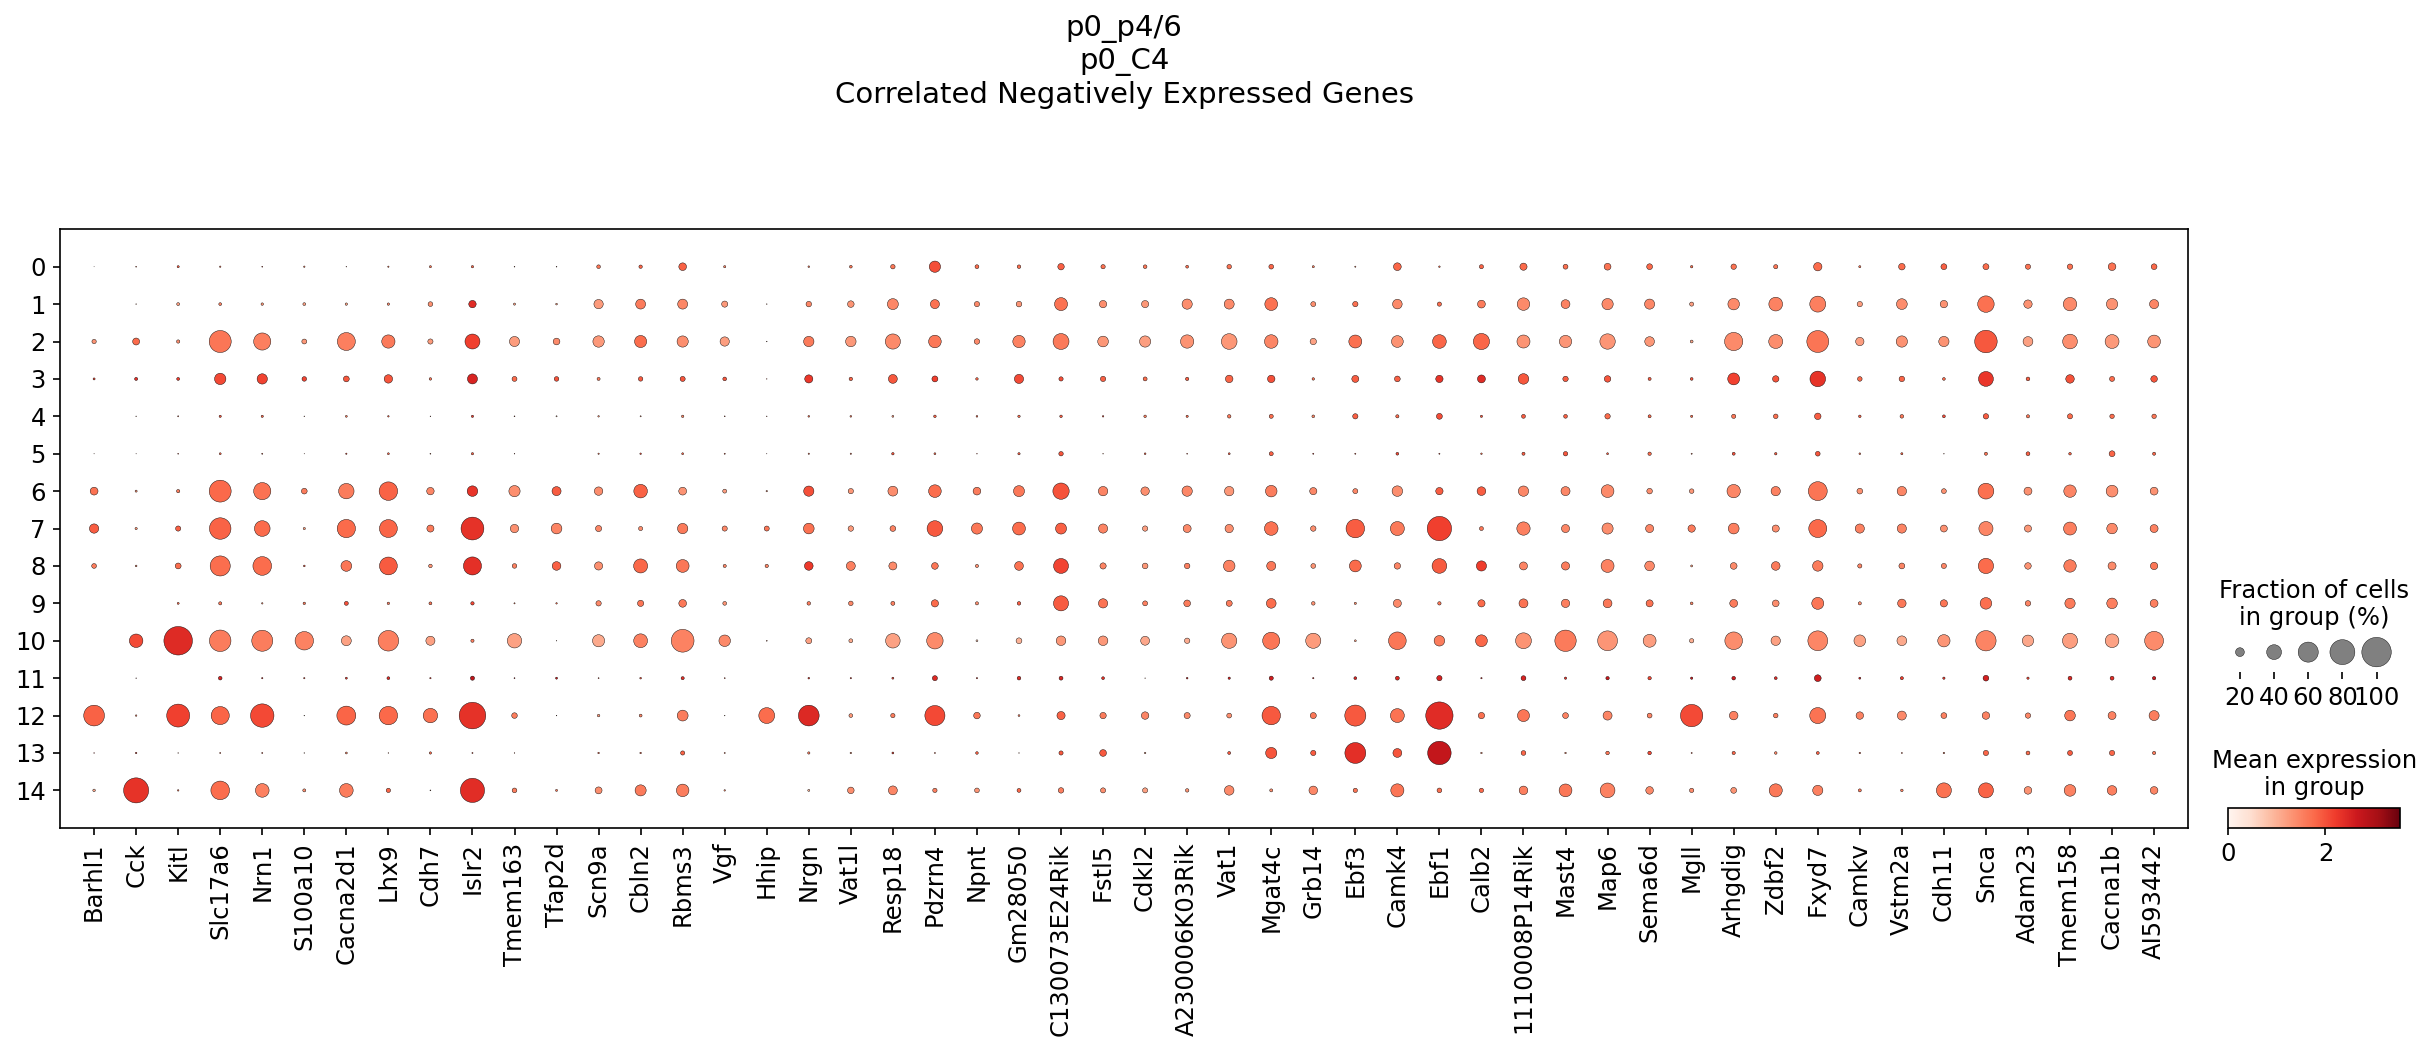 p0_p4/6
p0_C4
Correlated Negatively Expressed Genes
0
1
2
3
4
5
6
7
8
9
10
11
12
13
14
Barhl1
Cck
Kitl
Slc17a6
Nrn1
S100a10
Cacna2d1
Lhx9
Cdh7
Islr2
Tmem163
Tfap2d
Scn9a
Cbln2
Rbms3
Vgf
Hhip
Nrgn
Vat1l
Resp18
Pdzrn4
Npnt
Gm28050
C130073E24Rik
Fstl5
Cdkl2
A230006K03Rik
Vat1
Mgat4c
Grb14
Ebf3
Camk4
Ebf1
Calb2
1110008P14Rik
Mast4
Map6
Sema6d
Mgll
Arhgdig
Zdbf2
Fxyd7
Camkv
Vstm2a
Cdh11
Snca
Adam23
Tmem158
Cacna1b
AI593442
Fraction of cells
in group (%)
20 40 60 80 100
Mean expression
in group
0 2